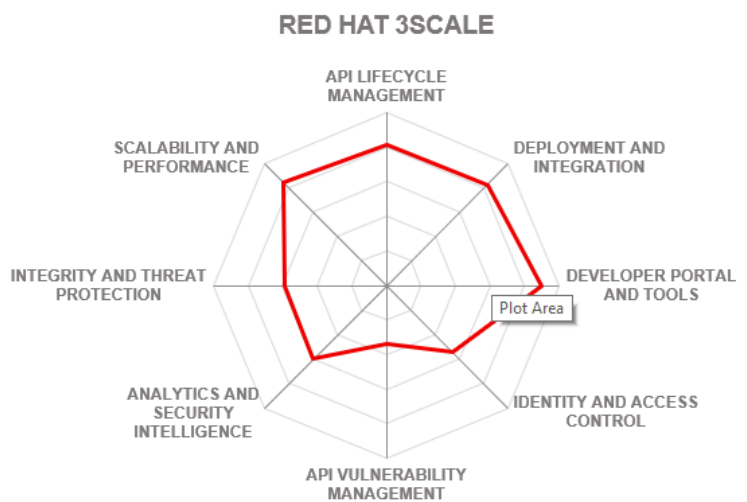 RED HAT 3SCALE
API LIFECYCLE
MANAGEMENT
SCALABILITY AND
PERFORMANCE
DEPLOYMENT AND
INTEGRATION
INTEGRITY AND THREAT
PROTECTION
DEVELOPER PORTAL
AND TOOLS
Plot Area
ANALYTICS AND
SECURITY
INTELLIGENCE
IDENTITY AND ACCESS
CONTROL
API VULNERABILITY
MANAGEMENT